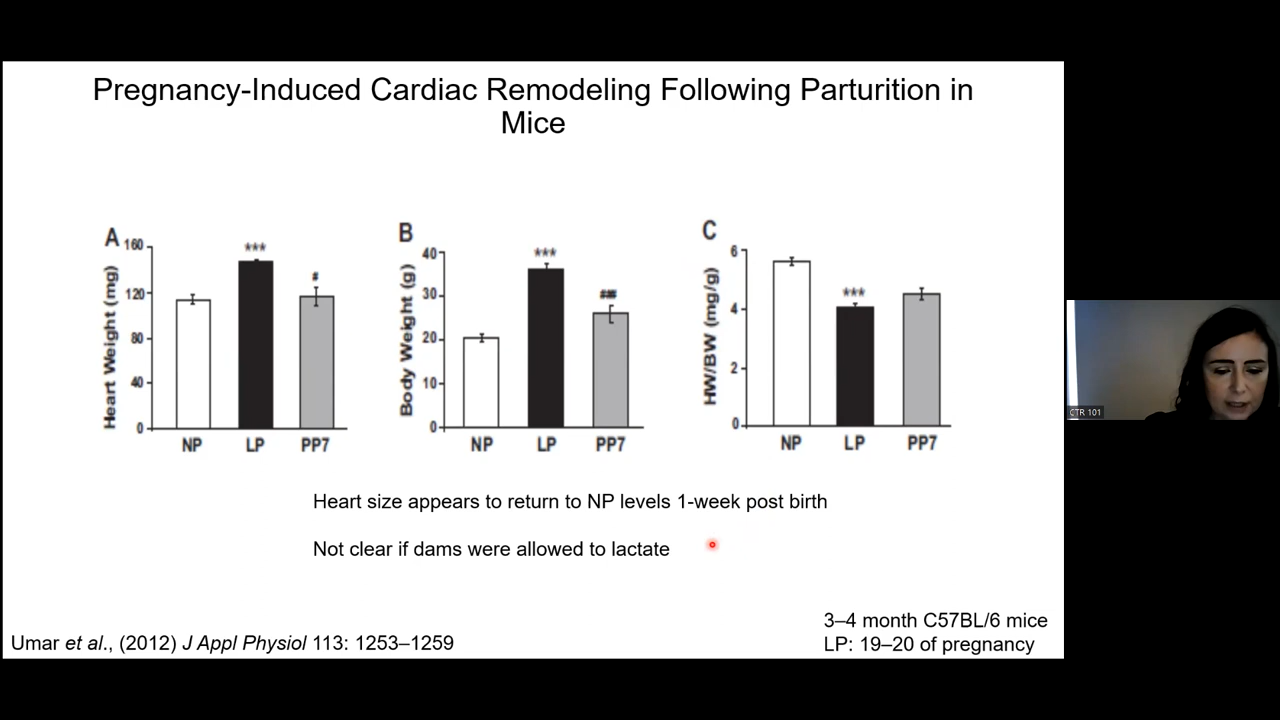 Pregnancy-Induced Cardiac Remodeling Following Parturition in
Mice
A
Heart Weight (mg)
160
120
80
40
0
***
#
NP LP PP7
B
Body Weight (g)
40
30
20
10
0
***
###
NP LP PP7
C
HW/BW (mg/g)
6
4
2
0
***
NP LP PP7
Heart size appears to return to NP levels 1-week post birth
Not clear if dams were allowed to lactate
3–4 month C57BL/6 mice
Umar et al., (2012) J Appl Physiol 113: 1253–1259
LP: 19–20 of pregnancy
CTR 101